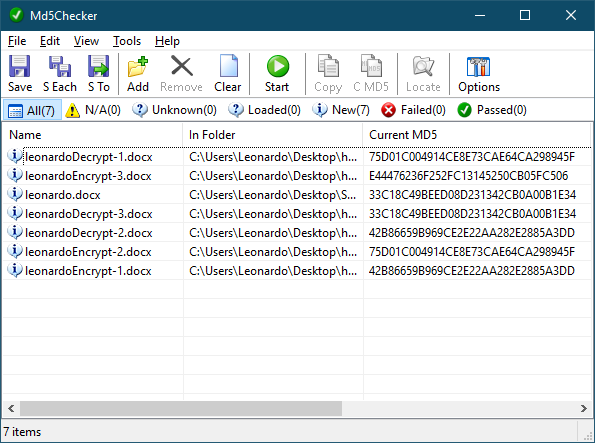 Md5Checker
File Edit View Tools Help
Save S Each S To Add Remove Clear Start Copy C MD5 Locate Options
All(7) N/A(0) Unknown(0) Loaded(0) New(7) Failed(0) Passed(0)
Name In Folder Current MD5
leonardoDecrypt-1.docx C:\Users\Leonardo\Desktop\h... 75D01C004914CE8E73CAE64CA298945F
leonardoEncrypt-3.docx C:\Users\Leonardo\Desktop\h... E44476236F252FC13145250CB05FC506
leonardo.docx C:\Users\Leonardo\Desktop\S... 33C18C49BEED08D231342CB0A00B1E34
leonardoDecrypt-3.docx C:\Users\Leonardo\Desktop\h... 33C18C49BEED08D231342CB0A00B1E34
leonardoDecrypt-2.docx C:\Users\Leonardo\Desktop\h... 42B86659B969CE2E22AA282E2885A3DD
leonardoEncrypt-2.docx C:\Users\Leonardo\Desktop\h... 75D01C004914CE8E73CAE64CA298945F
leonardoEncrypt-1.docx C:\Users\Leonardo\Desktop\h... 42B86659B969CE2E22AA282E2885A3DD
7 items